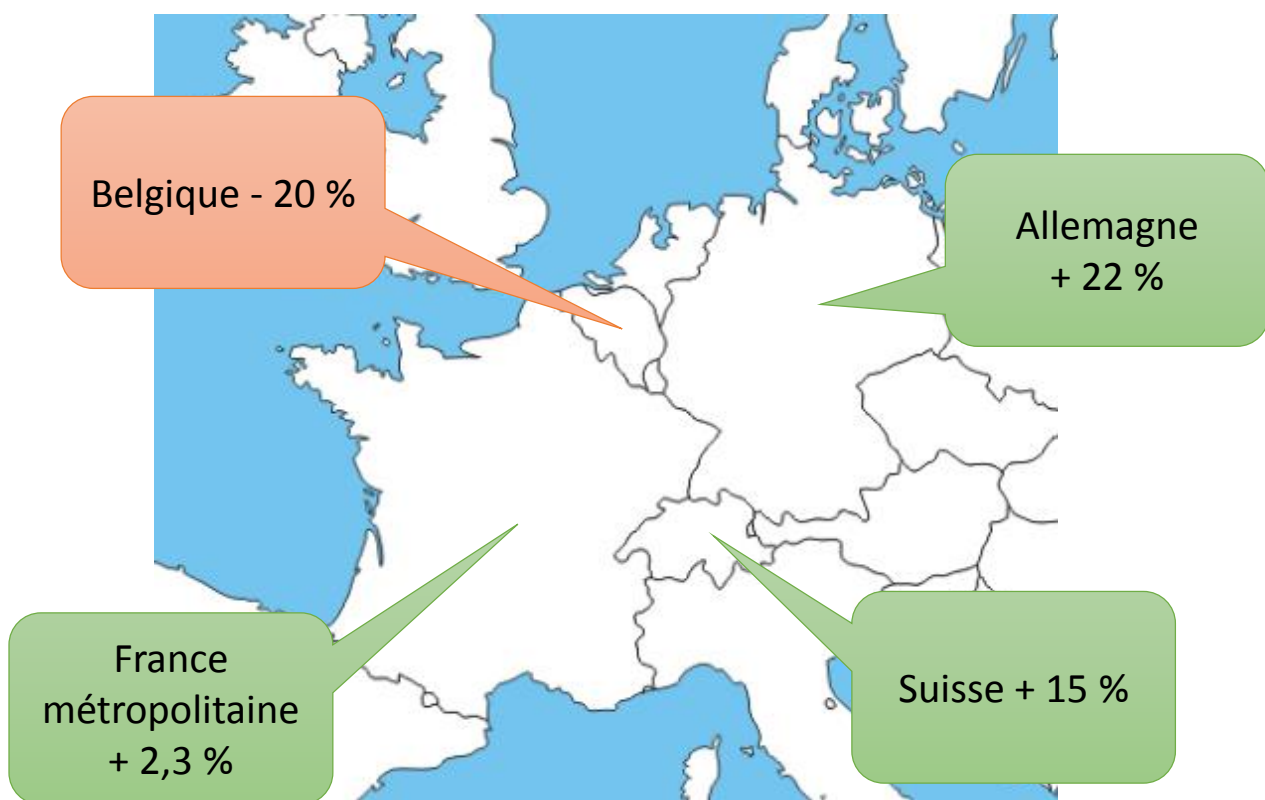 Belgique - 20 %
Allemagne
+ 22 %
France
métropolitaine
+ 2,3 %
Suisse + 15 %